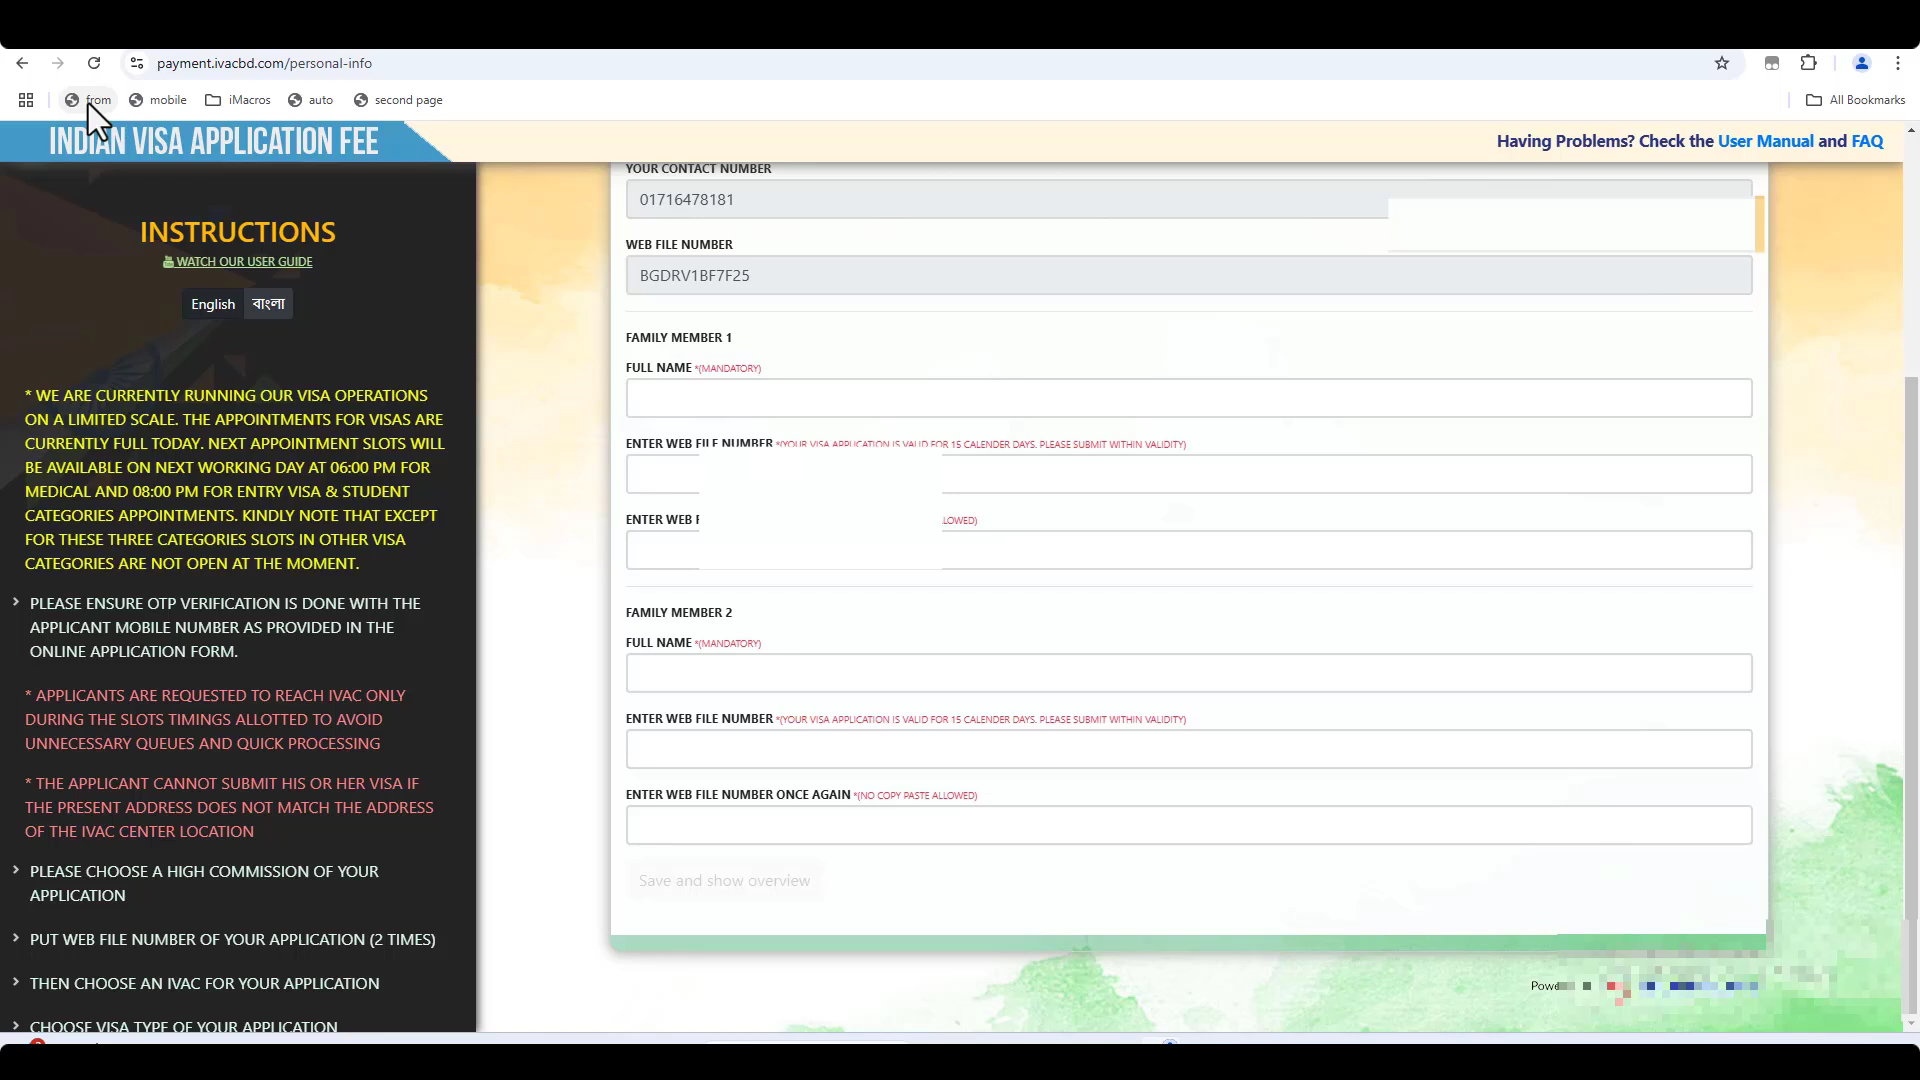 payment.ivacbd.com/personal-info
from
mobile
iMacros
auto
second page
All Bookmarks
INDIAN VISA APPLICATION FEE
Having Problems? Check the User Manual and FAQ
INSTRUCTIONS
WATCH OUR USER GUIDE
English
বাংলা
* WE ARE CURRENTLY RUNNING OUR VISA OPERATIONS
ON A LIMITED SCALE. THE APPOINTMENTS FOR VISAS ARE
CURRENTLY FULL TODAY. NEXT APPOINTMENT SLOTS WILL
BE AVAILABLE ON NEXT WORKING DAY AT 06:00 PM FOR
MEDICAL AND 08:00 PM FOR ENTRY VISA & STUDENT
CATEGORIES APPOINTMENTS. KINDLY NOTE THAT EXCEPT
FOR THESE THREE CATEGORIES SLOTS IN OTHER VISA
CATEGORIES ARE NOT OPEN AT THE MOMENT.
PLEASE ENSURE OTP VERIFICATION IS DONE WITH THE
APPLICANT MOBILE NUMBER AS PROVIDED IN THE
ONLINE APPLICATION FORM.
* APPLICANTS ARE REQUESTED TO REACH IVAC ONLY
DURING THE SLOTS TIMINGS ALLOTTED TO AVOID
UNNECESSARY QUEUES AND QUICK PROCESSING
* THE APPLICANT CANNOT SUBMIT HIS OR HER VISA IF
THE PRESENT ADDRESS DOES NOT MATCH THE ADDRESS
OF THE IVAC CENTER LOCATION
PLEASE CHOOSE A HIGH COMMISSION OF YOUR
APPLICATION
PUT WEB FILE NUMBER OF YOUR APPLICATION (2 TIMES)
THEN CHOOSE AN IVAC FOR YOUR APPLICATION
CHOOSE VISA TYPE OF YOUR APPLICATION
YOUR CONTACT NUMBER
01716478181
WEB FILE NUMBER
BGDRV1BF7F25
FAMILY MEMBER 1
FULL NAME *(MANDATORY)
ENTER WEB FILE NUMBER *(YOUR VISA APPLICATION IS VALID FOR 15 CALENDER DAYS. PLEASE SUBMIT WITHIN VALIDITY)
ENTER WEB
FAMILY MEMBER 2
FULL NAME *(MANDATORY)
ENTER WEB FILE NUMBER *(YOUR VISA APPLICATION IS VALID FOR 15 CALENDER DAYS. PLEASE SUBMIT WITHIN VALIDITY)
ENTER WEB FILE NUMBER ONCE AGAIN *(NO COPY PASTE ALLOWED)
Save and show overview